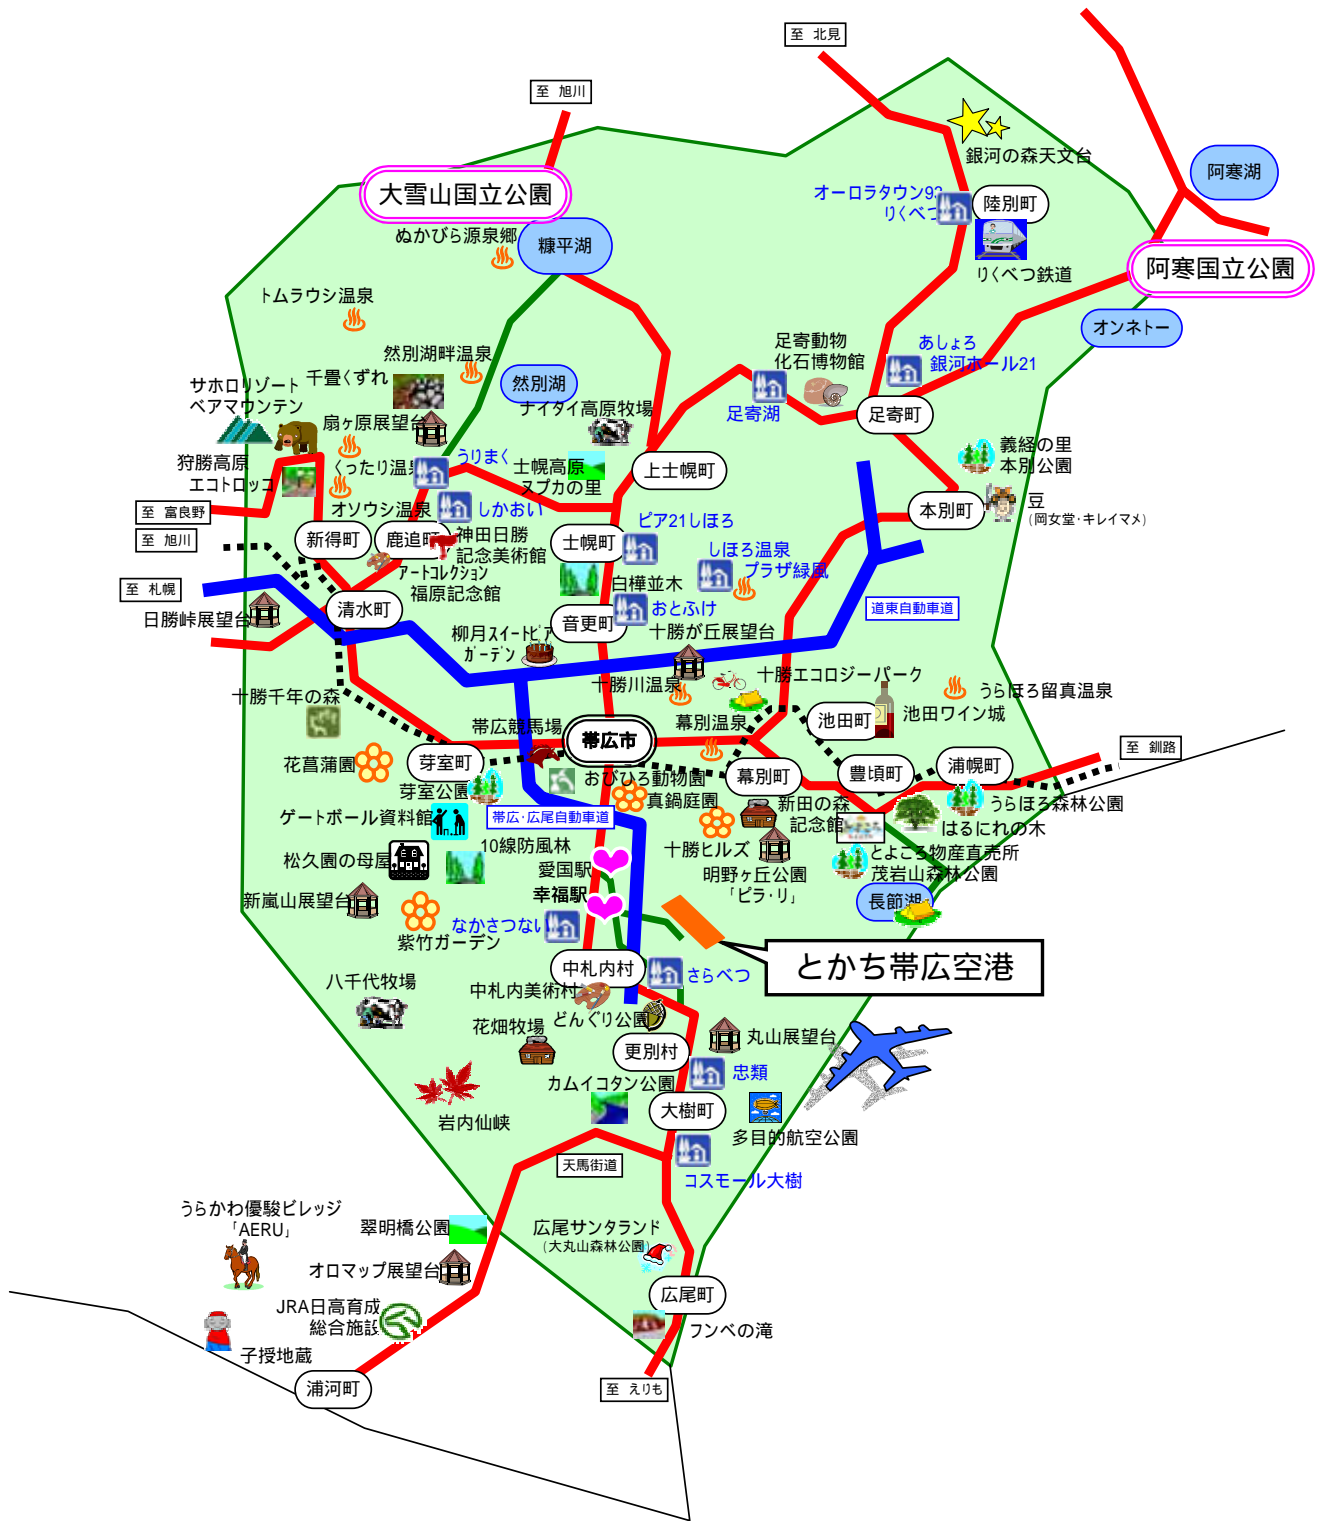 至 北見
至 旭川
銀河の森天文台
阿寒湖
大雪山国立公園
オーロラタウン93
りくべつ
陸別町
ぬかびら源泉郷
糠平湖
りくべつ鉄道
阿寒国立公園
トムラウシ温泉
オンネトー
足寄動物
化石博物館
あしょろ
銀河ホール21
然別湖畔温泉
千畳くずれ
然別湖
サホロリゾート
ベアマウンテン
ナイタイ高原牧場
足寄湖
足寄町
扇ヶ原展望台
義経の里
本別公園
狩勝高原
エコトロッコ
くったり温泉
うりまく
士幌高原
ヌプカの里
上士幌町
至 富良野
オソウシ温泉
しかおい
本別町
豆
(岡女堂・キレイマメ)
至 旭川
新得町
鹿追町
神田日勝
記念美術館
士幌町
ピア21しほろ
しほろ温泉
プラザ緑風
至 札幌
アートコレクション
福原記念館
白樺並木
道東自動車道
日勝峠展望台
清水町
音更町
おとふけ
柳月スイートピア
ガーデン
十勝が丘展望台
十勝千年の森
十勝川温泉
十勝エコロジーパーク
うらほろ留真温泉
帯広競馬場
帯広市
幕別温泉
池田町
池田ワイン城
花菖蒲園
芽室町
おびひろ動物園
幕別町
豊頃町
浦幌町
至 釧路
芽室公園
真鍋庭園
新田の森
記念館
うらほろ森林公園
ゲートボール資料館
帯広・広尾自動車道
はるにれの木
松久園の母屋
10線防風林
愛国駅
十勝ヒルズ
明野ヶ丘公園
「ピラ・リ」
とよころ物産直売所
茂岩山森林公園
新嵐山展望台
幸福駅
長節湖
紫竹ガーデン
なかさつない
中札内村
さらべつ
とかち帯広空港
八千代牧場
中札内美術村
花畑牧場
どんぐり公園
更別村
丸山展望台
カムイコタン公園
忠類
岩内仙峡
大樹町
多目的航空公園
天馬街道
コスモール大樹
うらかわ優駿ビレッジ
「AERU」
翠明橋公園
広尾サンタランド
(大丸山森林公園)
オロマップ展望台
JRA日高育成
総合施設
広尾町
フンベの滝
子授地蔵
浦河町
至 えりも